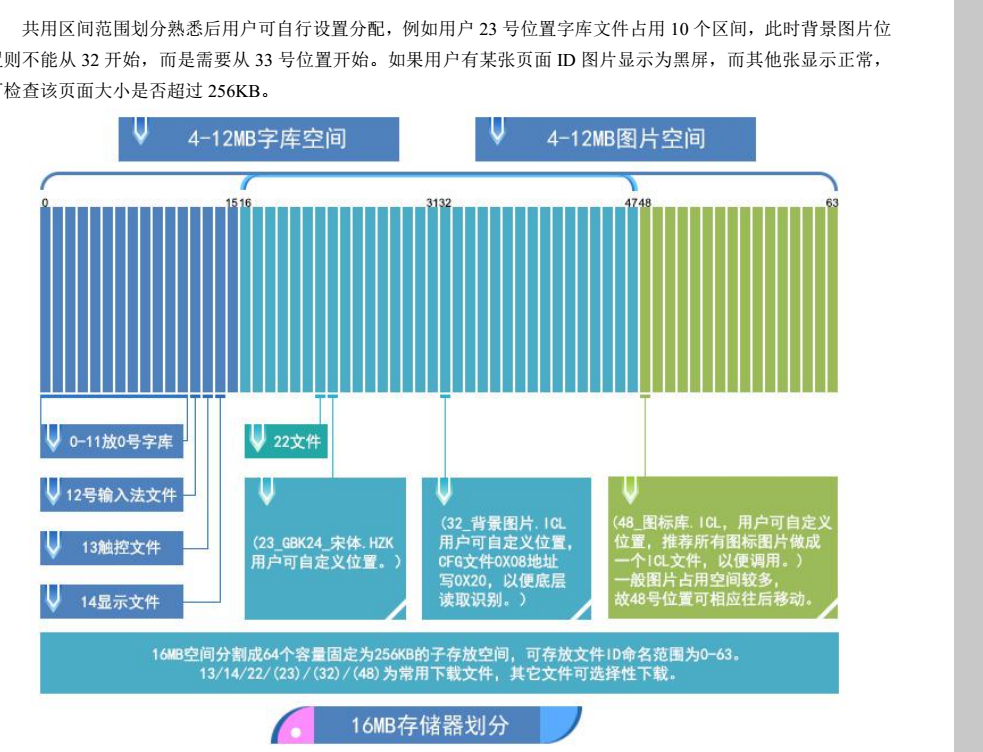 共用区间范围划分熟悉后用户可自行设置分配，例如用户 23 号位置字库文件占用 10 个区间，此时背景图片位
则不能从 32 开始，而是需要从 33 号位置开始。如果用户有某张页面 ID 图片显示为黑屏，而其他张显示正常，
检查该页面大小是否超过 256KB。
4-12MB字库空间
4-12MB图片空间
0 1516 3132 4748 63
0-11放0号字库
22文件
12号输入法文件
13触控文件
14显示文件
(23_GBK24_宋体.HZK
用户可自定义位置。)
(32_背景图片.ICL
用户可自定义位置，
CFG文件0X08地址
写0X20，以便底层
读取识别。)
(48_图标库.ICL，用户可自定义
位置，推荐所有图标图片做成
一个ICL文件，以便调用。)
一般图片占用空间较多，
故48号位置可相应往后移动。
16MB空间分割成64个容量固定为256KB的子存放空间，可存放文件ID命名范围为0-63。
13/14/22/(23)/(32)/(48)为常用下载文件，其它文件可选择性下载。
16MB存储器划分